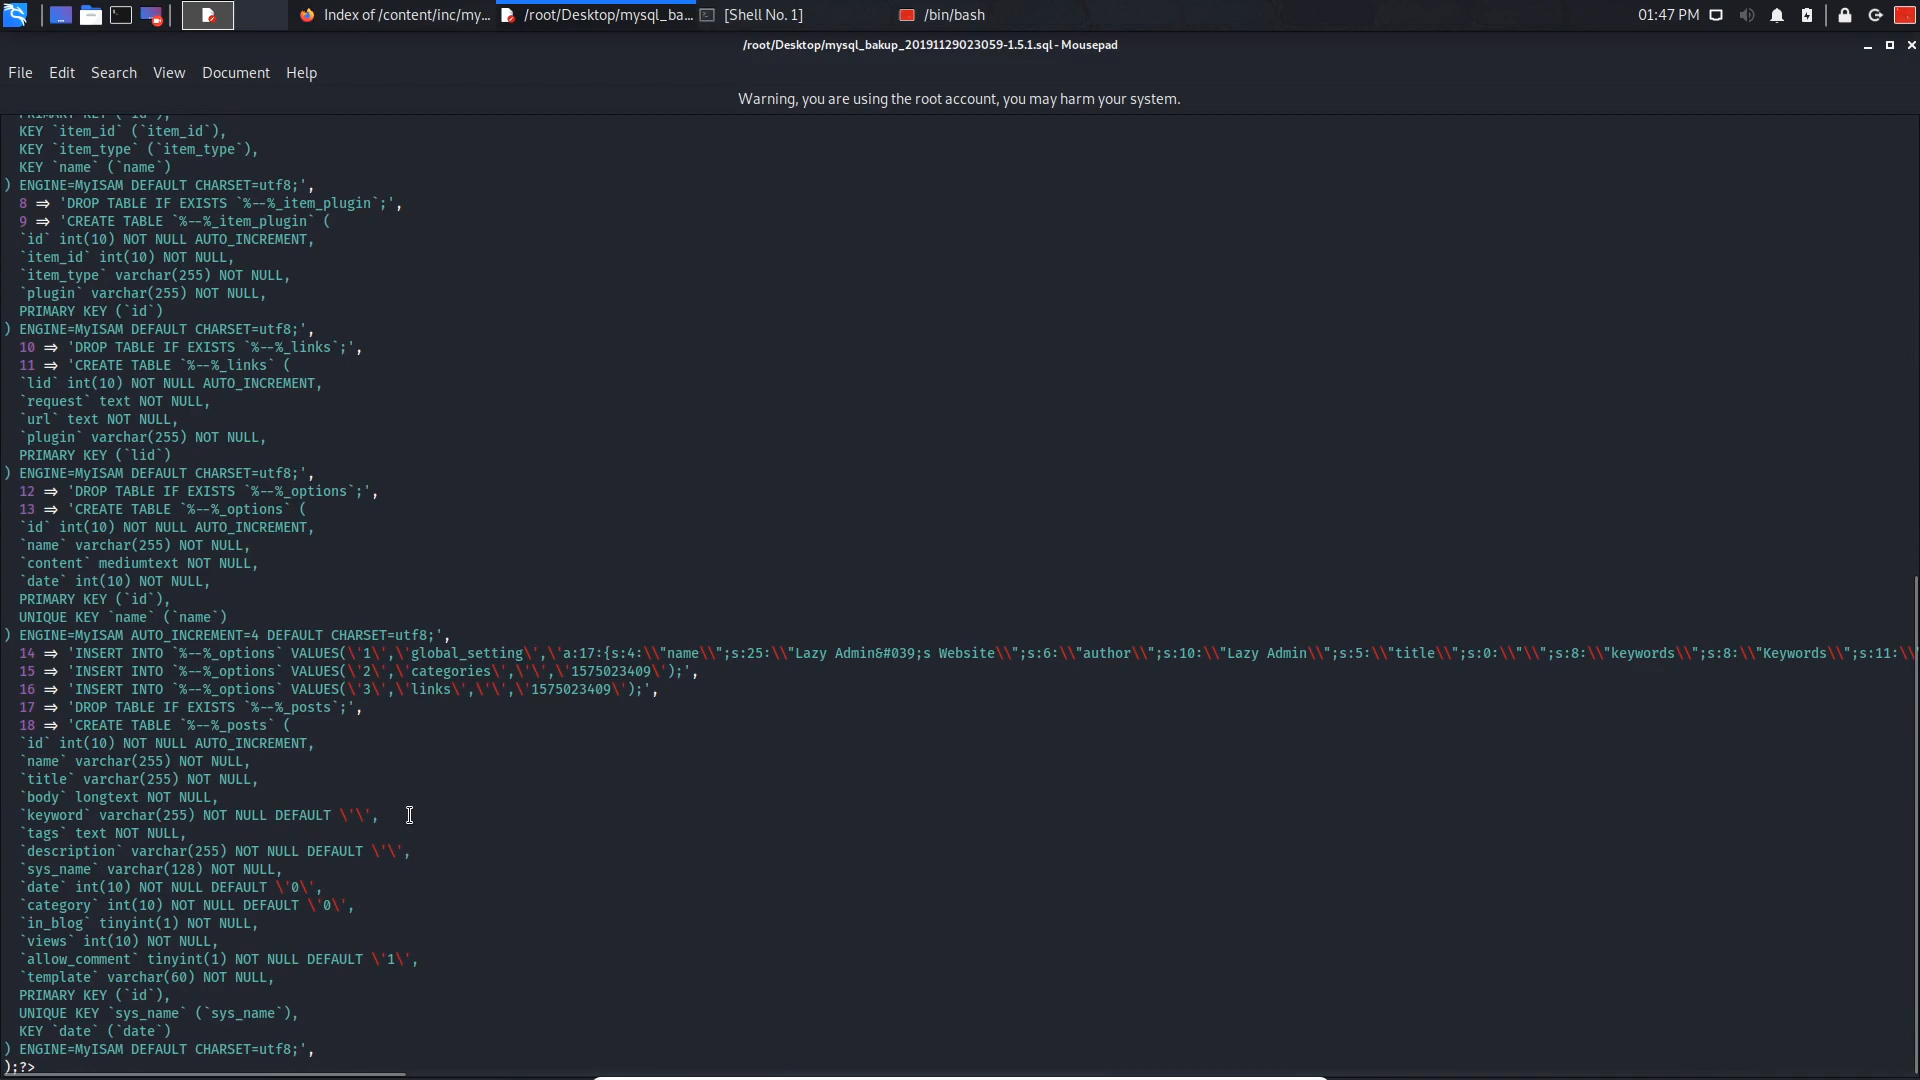 Index of /content/inc/my...
/root/Desktop/mysql_ba...
[Shell No. 1]
/bin/bash
01:47 PM
/root/Desktop/mysql_bakup_20191129023059-1.5.1.sql - Mousepad
File Edit Search View Document Help
Warning, you are using the root account, you may harm your system.
PRIMARY KEY (`id`),
KEY `item_id` (`item_id`),
KEY `item_type` (`item_type`),
KEY `name` (`name`)
) ENGINE=MyISAM DEFAULT CHARSET=utf8;',
8 => 'DROP TABLE IF EXISTS `%--%_item_plugin`;',
9 => 'CREATE TABLE `%--%_item_plugin` (
`id` int(10) NOT NULL AUTO_INCREMENT,
`item_id` int(10) NOT NULL,
`item_type` varchar(255) NOT NULL,
`plugin` varchar(255) NOT NULL,
PRIMARY KEY (`id`)
) ENGINE=MyISAM DEFAULT CHARSET=utf8;',
10 => 'DROP TABLE IF EXISTS `%--%_links`;',
11 => 'CREATE TABLE `%--%_links` (
`lid` int(10) NOT NULL AUTO_INCREMENT,
`request` text NOT NULL,
`url` text NOT NULL,
`plugin` varchar(255) NOT NULL,
PRIMARY KEY (`lid`)
) ENGINE=MyISAM DEFAULT CHARSET=utf8;',
12 => 'DROP TABLE IF EXISTS `%--%_options`;',
13 => 'CREATE TABLE `%--%_options` (
`id` int(10) NOT NULL AUTO_INCREMENT,
`name` varchar(255) NOT NULL,
`content` mediumtext NOT NULL,
`date` int(10) NOT NULL,
PRIMARY KEY (`id`),
UNIQUE KEY `name` (`name`)
) ENGINE=MyISAM AUTO_INCREMENT=4 DEFAULT CHARSET=utf8;',
14 => 'INSERT INTO `%--%_options` VALUES(\'1\',\'global_setting\',\'a:17:{s:4:\\"name\\";s:25:\\"Lazy Admin&#039;s Website\\";s:6:\\"author\\";s:10:\\"Lazy Admin\\";s:5:\\"title\\";s:0:\\"\\";s:8:\\"keywords\\";s:8:\\"Keywords\\";s:11:\\"
15 => 'INSERT INTO `%--%_options` VALUES(\'2\',\'categories\',\'\',\'1575023409\');',
16 => 'INSERT INTO `%--%_options` VALUES(\'3\',\'links\',\'\',\'1575023409\');',
17 => 'DROP TABLE IF EXISTS `%--%_posts`;',
18 => 'CREATE TABLE `%--%_posts` (
`id` int(10) NOT NULL AUTO_INCREMENT,
`name` varchar(255) NOT NULL,
`title` varchar(255) NOT NULL,
`body` longtext NOT NULL,
`keyword` varchar(255) NOT NULL DEFAULT \'\',
`tags` text NOT NULL,
`description` varchar(255) NOT NULL DEFAULT \'\',
`sys_name` varchar(128) NOT NULL,
`date` int(10) NOT NULL DEFAULT \'0\',
`category` int(10) NOT NULL DEFAULT \'0\',
`in_blog` tinyint(1) NOT NULL,
`views` int(10) NOT NULL,
`allow_comment` tinyint(1) NOT NULL DEFAULT \'1\',
`template` varchar(60) NOT NULL,
PRIMARY KEY (`id`),
UNIQUE KEY `sys_name` (`sys_name`),
KEY `date` (`date`)
) ENGINE=MyISAM DEFAULT CHARSET=utf8;',
);?>